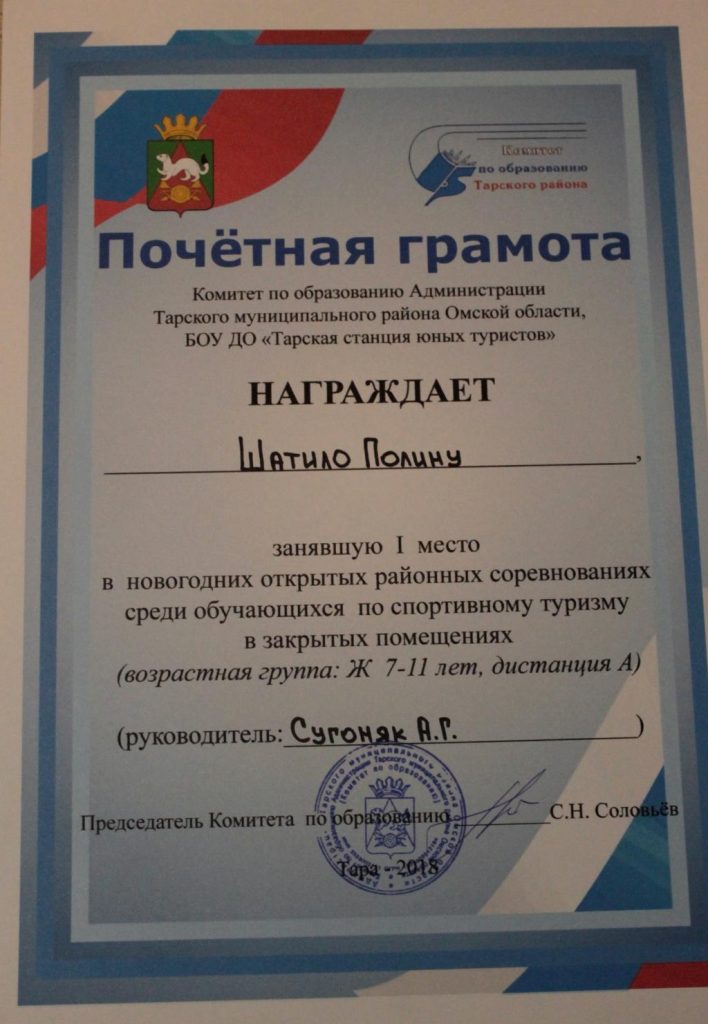 Комитет
по образованию
Тарского района
Почётная грамота
Комитет по образованию Администрации
Тарского муниципального района Омской области,
БОУ ДО «Тарская станция юных туристов»
НАГРАЖДАЕТ
Шатило Полину,
занявшую I место
в новогодних открытых районных соревнованиях
среди обучающихся по спортивному туризму
в закрытых помещениях
(возрастная группа: Ж 7-11 лет, дистанция А)
(руководитель: Сугоняк А.Г.)
Председатель Комитета по образованию С.Н. Соловьёв
Тара - 2018